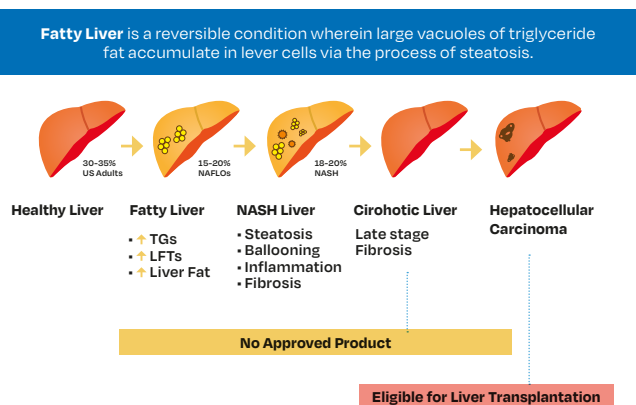 Fatty Liver is a reversible condition wherein large vacuoles of triglyceride
fat accumulate in lever cells via the process of steatosis.
30-35%
US Adults
15-20%
NAFLOs
18-20%
NASH
Healthy Liver
Fatty Liver
NASH Liver
Cirohotic Liver
Hepatocellular
Carcinoma
▪ ↑ TGs
▪ ↑ LFTs
▪ ↑ Liver Fat
▪ Steatosis
▪ Ballooning
▪ Inflammation
▪ Fibrosis
Late stage
Fibrosis
No Approved Product
Eligible for Liver Transplantation